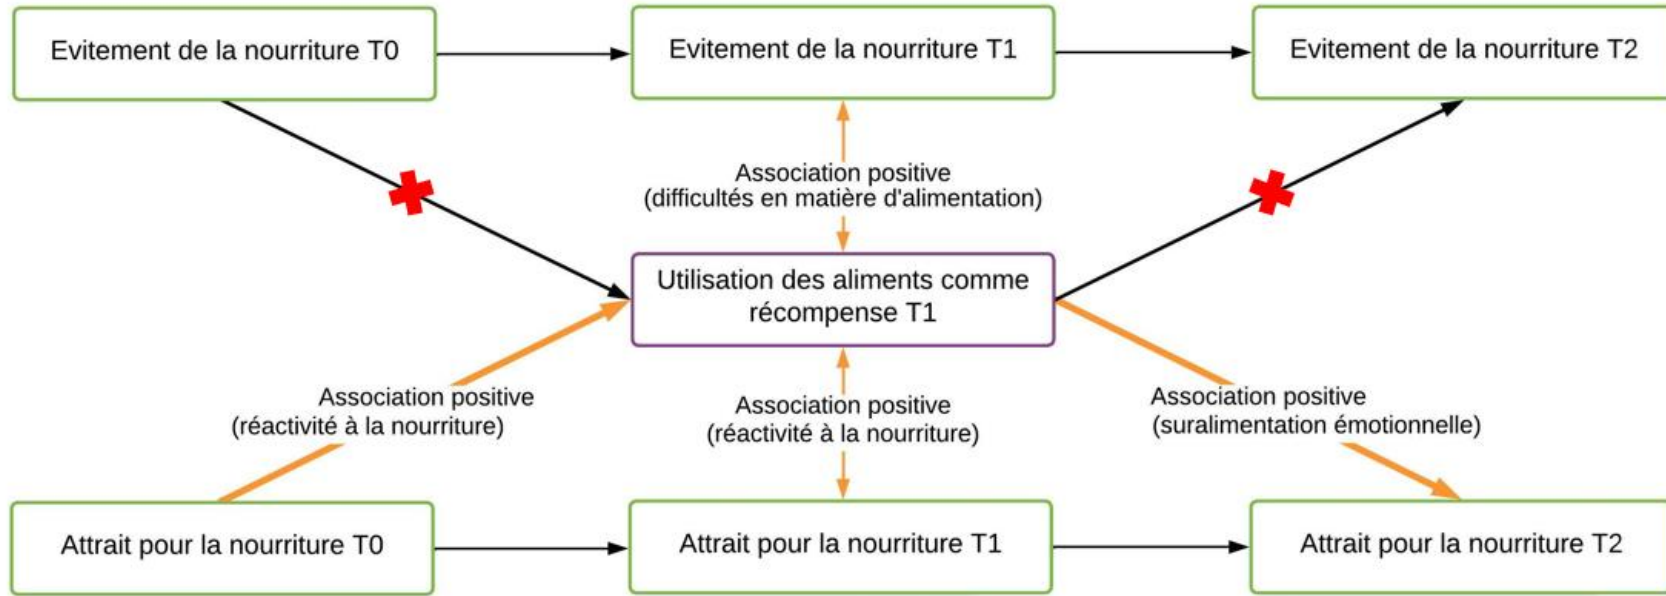 Evitement de la nourriture T0
Evitement de la nourriture T1
Evitement de la nourriture T2
Association positive
(difficultés en matière d'alimentation)
Utilisation des aliments comme
récompense T1
Association positive
(réactivité à la nourriture)
Association positive
(réactivité à la nourriture)
Association positive
(suralimentation émotionnelle)
Attrait pour la nourriture T0
Attrait pour la nourriture T1
Attrait pour la nourriture T2